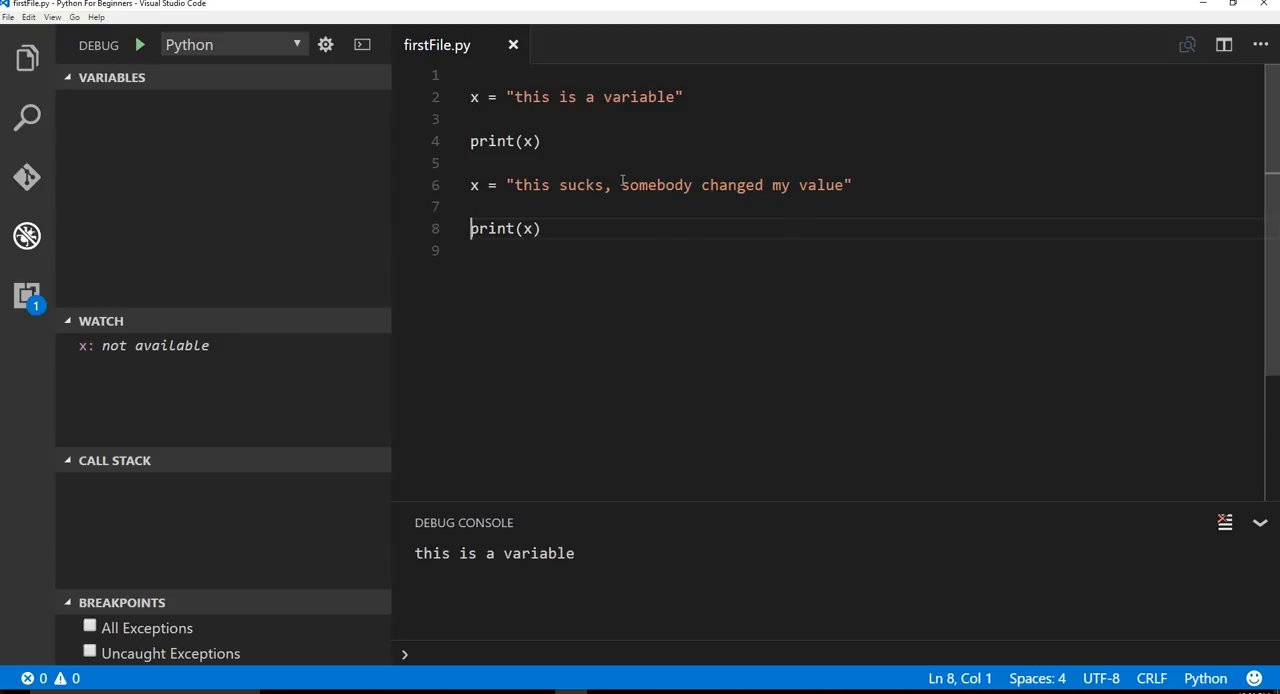 firstFile.py - Python For Beginners - Visual Studio Code
File Edit View Go Help
DEBUG Python
firstFile.py
VARIABLES
1
2 x = "this is a variable"
3
4 print(x)
5
6 x = "this sucks, somebody changed my value"
7
8 print(x)
9
1
WATCH
x: not available
CALL STACK
DEBUG CONSOLE
this is a variable
BREAKPOINTS
All Exceptions
Uncaught Exceptions
0 0 Ln 8, Col 1 Spaces: 4 UTF-8 CRLF Python